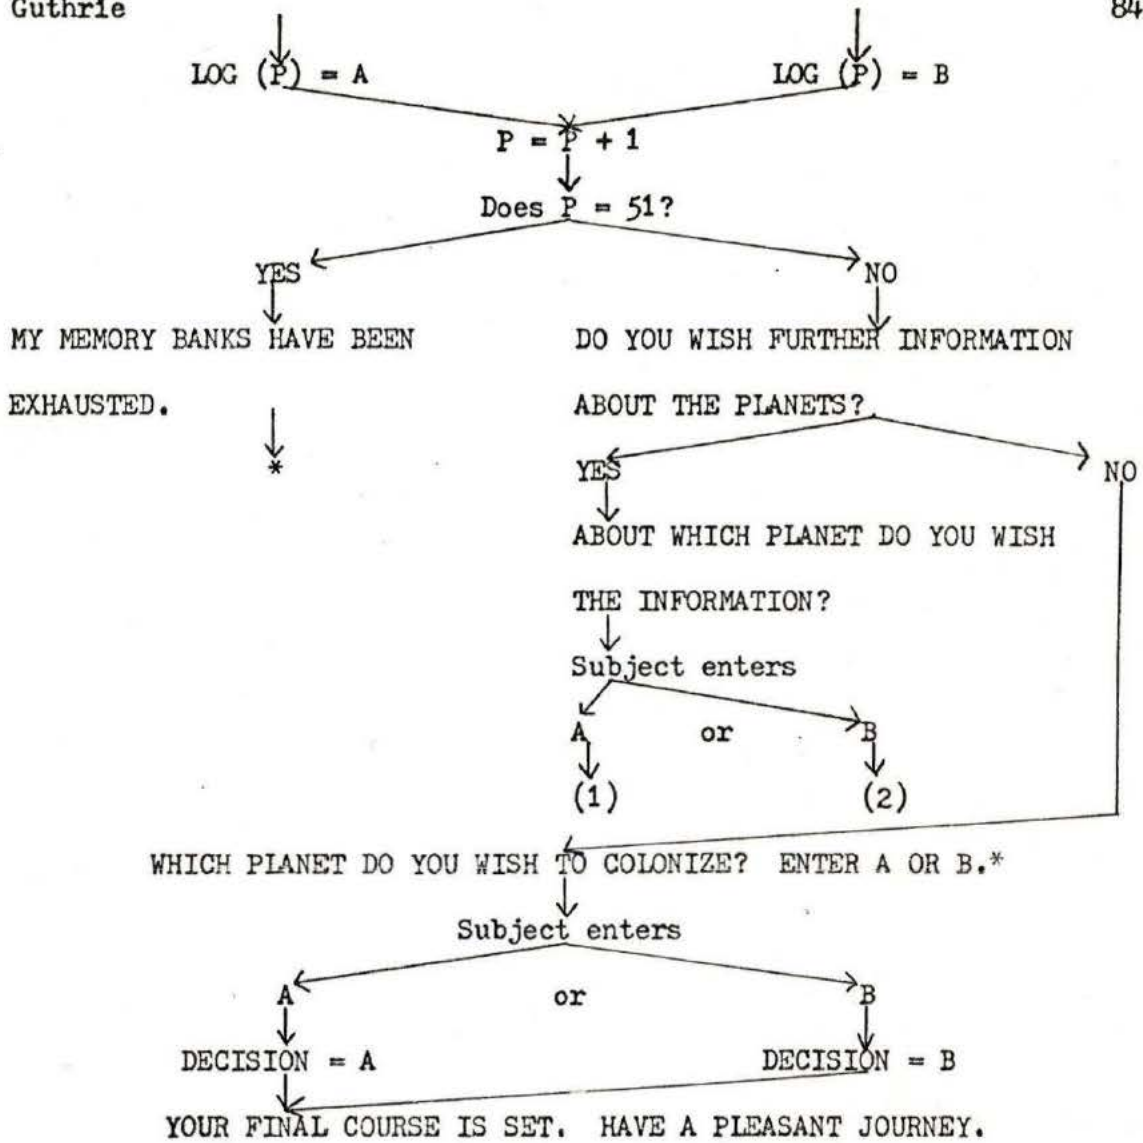 Guthrie 84
LOG (P) = A LOG (P) = B
P = P + 1
Does P = 51?
YES NO
MY MEMORY BANKS HAVE BEEN DO YOU WISH FURTHER INFORMATION
EXHAUSTED. ABOUT THE PLANETS?
* YES NO
ABOUT WHICH PLANET DO YOU WISH
THE INFORMATION?
Subject enters
A or B
(1) (2)
WHICH PLANET DO YOU WISH TO COLONIZE? ENTER A OR B.*
Subject enters
A or B
DECISION = A DECISION = B
YOUR FINAL COURSE IS SET. HAVE A PLEASANT JOURNEY.